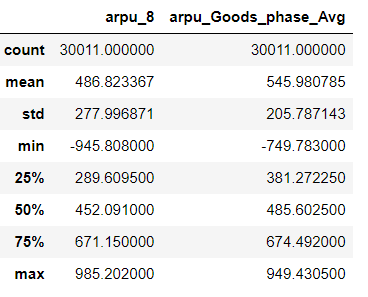 arpu_8 arpu_Goods_phase_Avg
count 30011.000000 30011.000000
mean 486.823367 545.980785
std 277.996871 205.787143
min -945.808000 -749.783000
25% 289.609500 381.272250
50% 452.091000 485.602500
75% 671.150000 674.492000
max 985.202000 949.430500